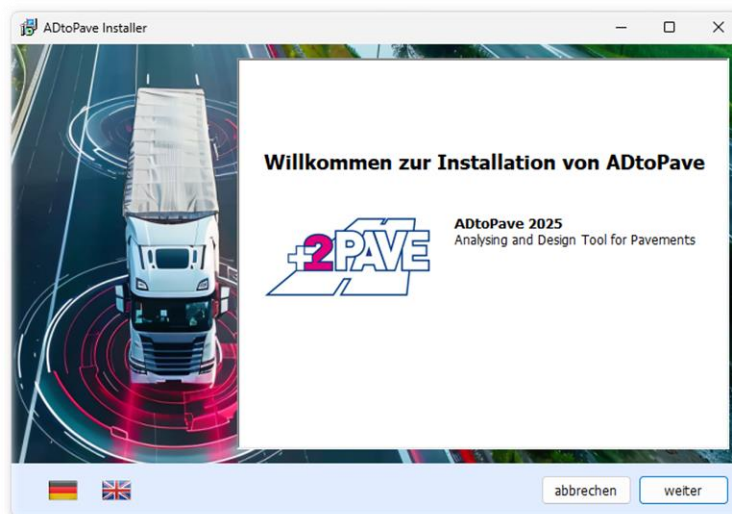 ADtoPave Installer
Willkommen zur Installation von ADtoPave
+2PAVE
ADtoPave 2025
Analysing and Design Tool for Pavements
abbrechen
weiter